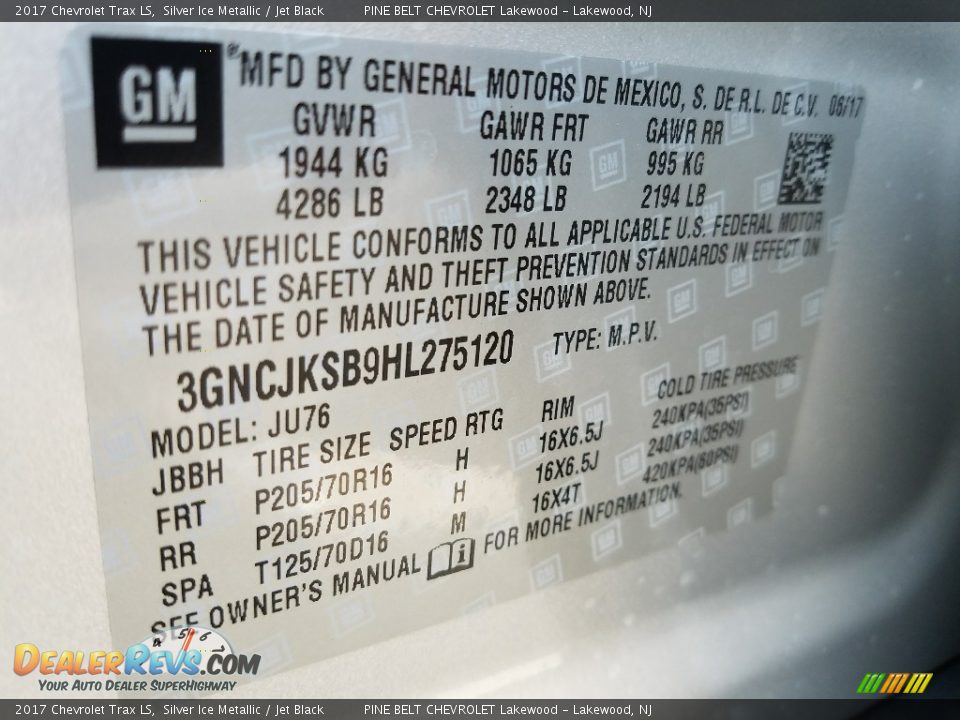 2017 Chevrolet Trax LS, Silver Ice Metallic / Jet Black PINE BELT CHEVROLET Lakewood - Lakewood, NJ
GM ® MFD BY GENERAL MOTORS DE MEXICO, S. DE R.L. DE C.V. 06/17
GVWR GAWR FRT GAWR RR
1944 KG 1065 KG 995 KG
4286 LB 2348 LB 2194 LB
THIS VEHICLE CONFORMS TO ALL APPLICABLE U.S. FEDERAL MOTOR
VEHICLE SAFETY AND THEFT PREVENTION STANDARDS IN EFFECT ON
THE DATE OF MANUFACTURE SHOWN ABOVE.
3GNCJKSB9HL275120 TYPE: M.P.V.
MODEL: JU76
JBBH TIRE SIZE SPEED RTG RIM COLD TIRE PRESSURE
FRT P205/70R16 H 16X6.5J 240KPA(35PSI)
RR P205/70R16 H 16X6.5J 240KPA(35PSI)
SPA T125/70D16 M 16X4T 420KPA(60PSI)
SEE OWNER'S MANUAL i FOR MORE INFORMATION.
4 5 6
DEALERREVS.COM
YOUR AUTO DEALER SUPERHIGHWAY
2017 Chevrolet Trax LS, Silver Ice Metallic / Jet Black PINE BELT CHEVROLET Lakewood - Lakewood, NJ